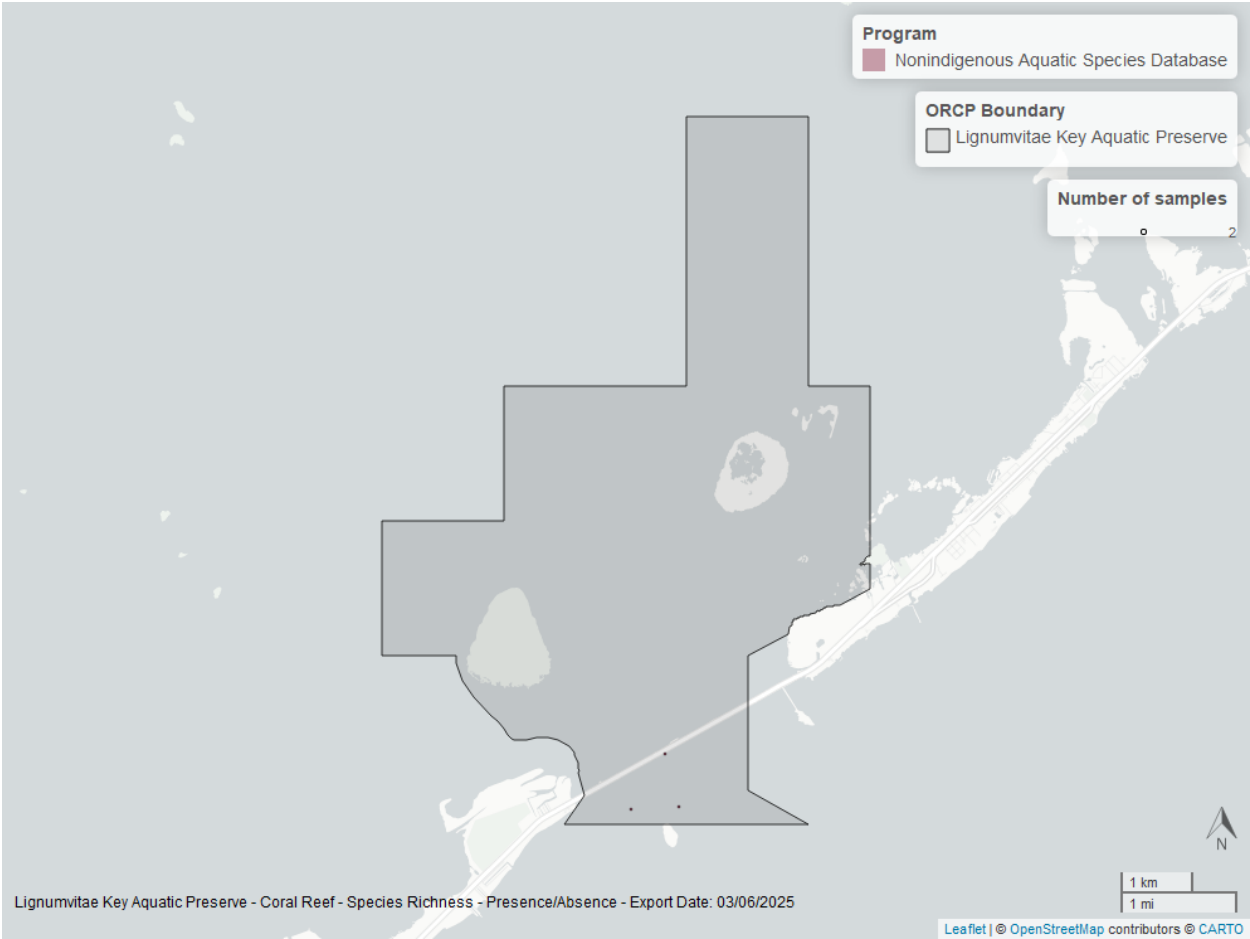 Program
Nonindigenous Aquatic Species Database
ORCP Boundary
Lignumvitae Key Aquatic Preserve
Number of samples
2
N
1 km
1 mi
Lignumvitae Key Aquatic Preserve - Coral Reef - Species Richness - Presence/Absence - Export Date: 03/06/2025
Leaflet | © OpenStreetMap contributors © CARTO